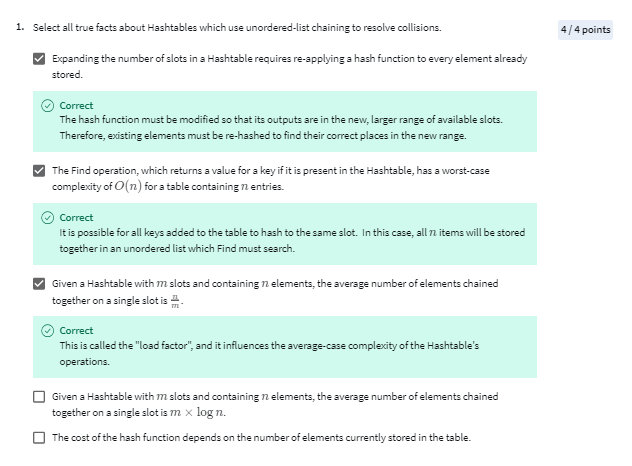 1. Select all true facts about Hashtables which use unordered-list chaining to resolve collisions.
4 / 4 points
Expanding the number of slots in a Hashtable requires re-applying a hash function to every element already
stored.
Correct
The hash function must be modified so that its outputs are in the new, larger range of available slots.
Therefore, existing elements must be re-hashed to find their correct places in the new range.
The Find operation, which returns a value for a key if it is present in the Hashtable, has a worst-case
complexity of O(n) for a table containing n entries.
Correct
It is possible for all keys added to the table to hash to the same slot. In this case, all n items will be stored
together in an unordered list which Find must search.
Given a Hashtable with m slots and containing n elements, the average number of elements chained
together on a single slot is n/m.
Correct
This is called the "load factor", and it influences the average-case complexity of the Hashtable's
operations.
Given a Hashtable with m slots and containing n elements, the average number of elements chained
together on a single slot is m × log n.
The cost of the hash function depends on the number of elements currently stored in the table.